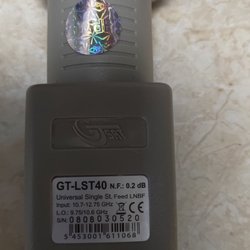 GT-LST40 N.F.: 0.2 dB
Universal Single St. Feed LNBF
Input: 10.7-12.75 GHz
L.O.: 9.75/10.6 GHz
S/N: 0808030520
5453001611068